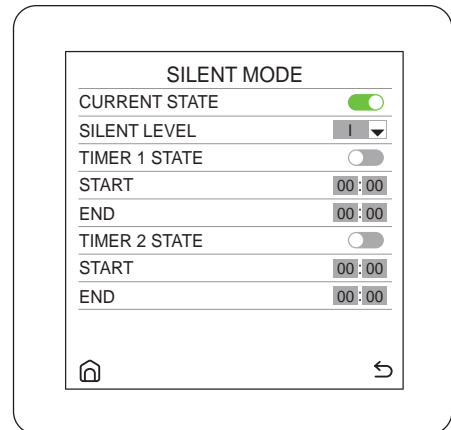 SILENT MODE
CURRENT STATE
SILENT LEVEL I
TIMER 1 STATE
START 00:00
END 00:00
TIMER 2 STATE
START 00:00
END 00:00